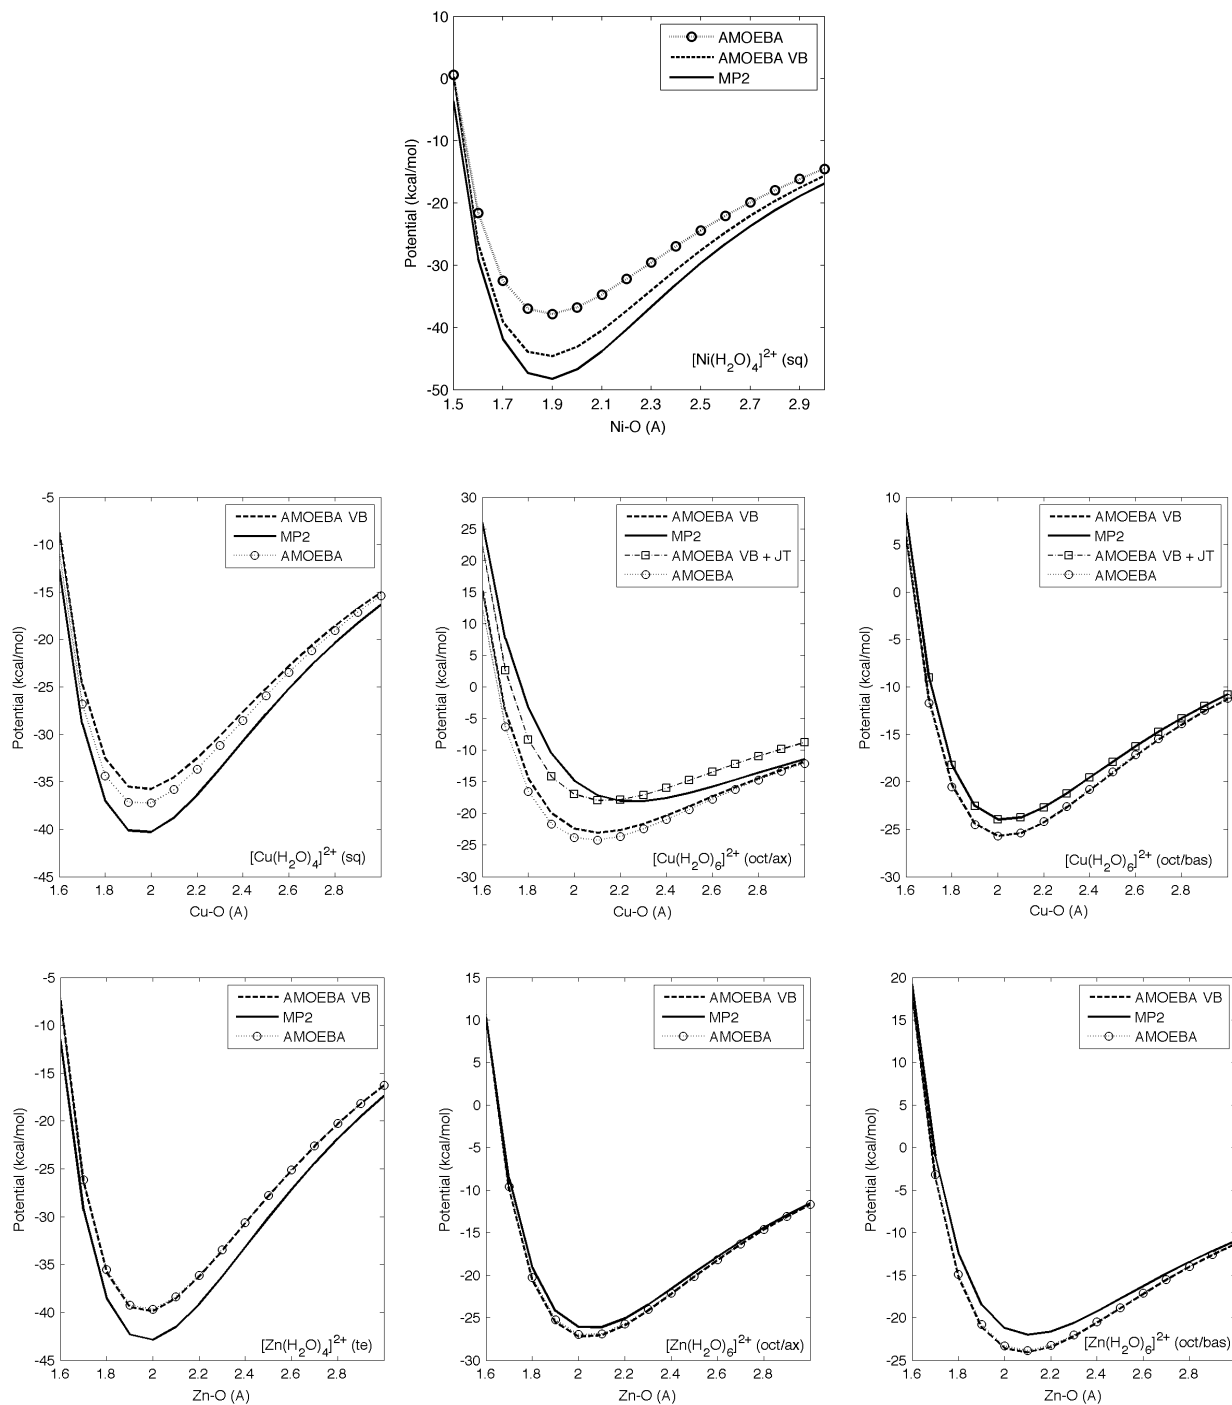 AMOEBA
AMOEBA VB
MP2
10
0
-10
-20
-30
-40
-50
Potential (kcal/mol)
[Ni(H2O)4]2+ (sq)
1.5 1.7 1.9 2.1 2.3 2.5 2.7 2.9
Ni-O (A)
AMOEBA VB
MP2
AMOEBA
-5
-10
-15
-20
-25
-30
-35
-40
-45
Potential (kcal/mol)
[Cu(H2O)4]2+ (sq)
1.6 1.8 2 2.2 2.4 2.6 2.8
Cu-O (A)
AMOEBA VB
MP2
AMOEBA VB + JT
AMOEBA
30
25
20
15
10
5
0
-5
-10
-15
-20
-25
-30
Potential (kcal/mol)
[Cu(H2O)6]2+ (oct/ax)
1.6 1.8 2 2.2 2.4 2.6 2.8
Cu-O (A)
AMOEBA VB
MP2
AMOEBA VB + JT
AMOEBA
10
5
0
-5
-10
-15
-20
-25
-30
Potential (kcal/mol)
[Cu(H2O)6]2+ (oct/bas)
1.6 1.8 2 2.2 2.4 2.6 2.8
Cu-O (A)
AMOEBA VB
MP2
AMOEBA
-5
-10
-15
-20
-25
-30
-35
-40
-45
Potential (kcal/mol)
[Zn(H2O)4]2+ (te)
1.6 1.8 2 2.2 2.4 2.6 2.8
Zn-O (A)
AMOEBA VB
MP2
AMOEBA
15
10
5
0
-5
-10
-15
-20
-25
-30
Potential (kcal/mol)
[Zn(H2O)6]2+ (oct/ax)
1.6 1.8 2 2.2 2.4 2.6 2.8
Zn-O (A)
AMOEBA VB
MP2
AMOEBA
20
15
10
5
0
-5
-10
-15
-20
-25
Potential (kcal/mol)
[Zn(H2O)6]2+ (oct/bas)
1.6 1.8 2 2.2 2.4 2.6 2.8
Zn-O (A)